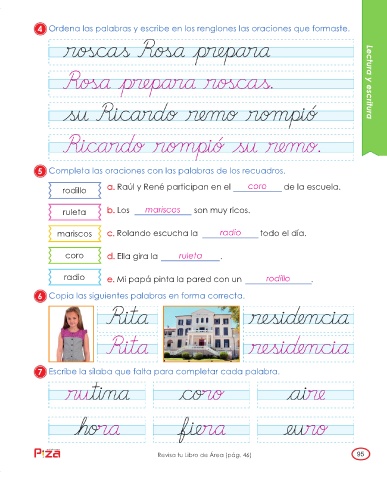 4 Ordena las palabras y escribe en los renglones las oraciones que formaste.
roscas Rosa prepara
Rosa prepara roscas.
su Ricardo remo rompió
Ricardo rompió su remo.
Lectura y escritura
5 Completa las oraciones con las palabras de los recuadros.
rodillo
a. Raúl y René participan en el coro de la escuela.
ruleta
b. Los mariscos son muy ricos.
mariscos
c. Rolando escucha la radio todo el día.
coro
d. Ella gira la ruleta.
radio
e. Mi papá pinta la pared con un rodillo.
6 Copia las siguientes palabras en forma correcta.
Rita residencia
Rita residencia
7 Escribe la sílaba que falta para completar cada palabra.
rutina coro aire
hora fiera euro
Piza
Revisa tu Libro de Área (pág. 46)
95